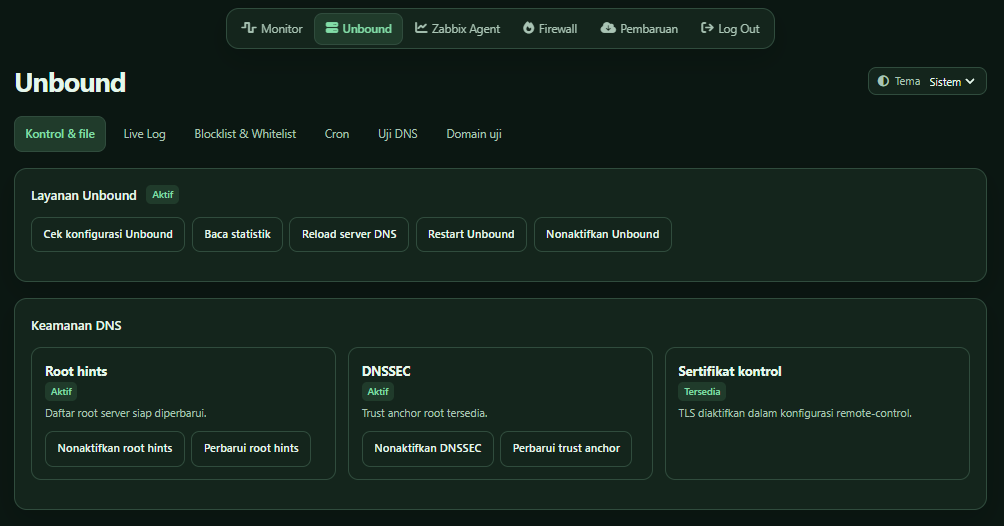 Monitor Unbound Zabbix Agent Firewall Pembaruan Log Out
Unbound
Tema Sistem
Kontrol & file Live Log Blocklist & Whitelist Cron Uji DNS Domain uji
Layanan Unbound Aktif
Cek konfigurasi Unbound Baca statistik Reload server DNS Restart Unbound Nonaktifkan Unbound
Keamanan DNS
Root hints
Aktif
Daftar root server siap diperbarui.
Nonaktifkan root hints Perbarui root hints
DNSSEC
Aktif
Trust anchor root tersedia.
Nonaktifkan DNSSEC Perbarui trust anchor
Sertifikat kontrol
Tersedia
TLS diaktifkan dalam konfigurasi remote-control.